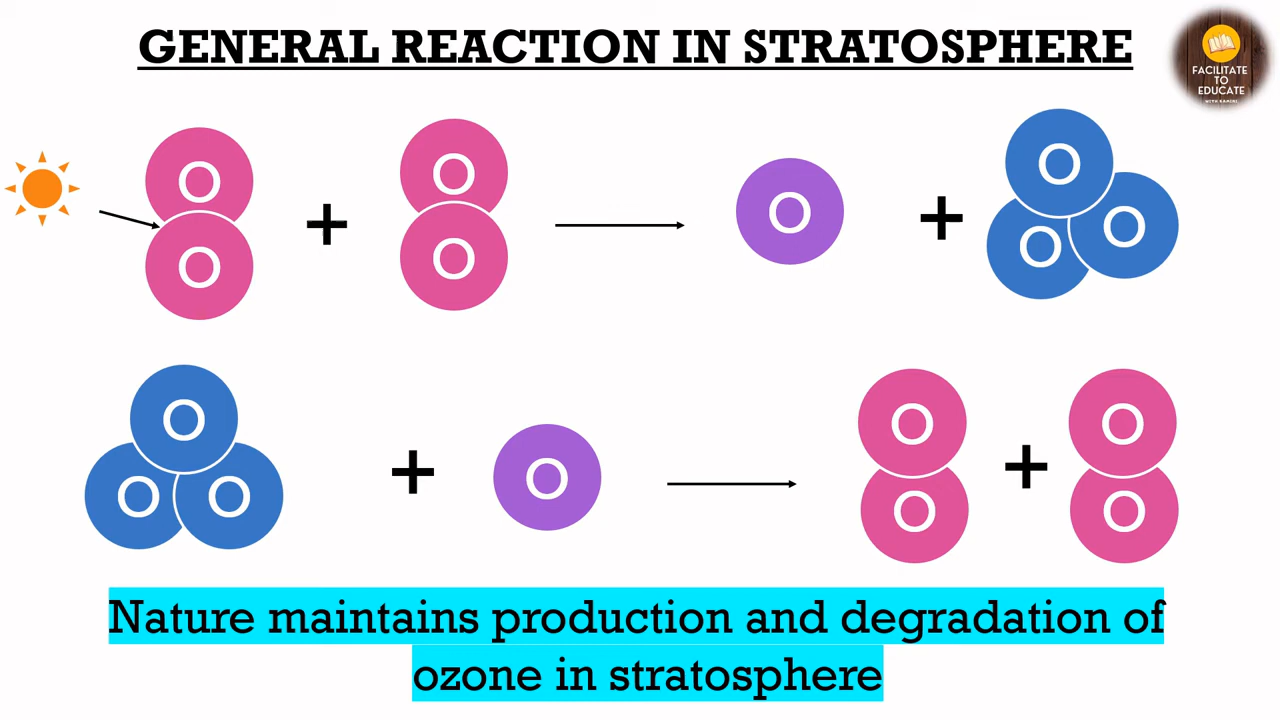 GENERAL REACTION IN STRATOSPHERE
FACILITATE
TO
EDUCATE
O + O → O + O
O O O O
O + O → O + O
O O O O
Nature maintains production and degradation of
ozone in stratosphere